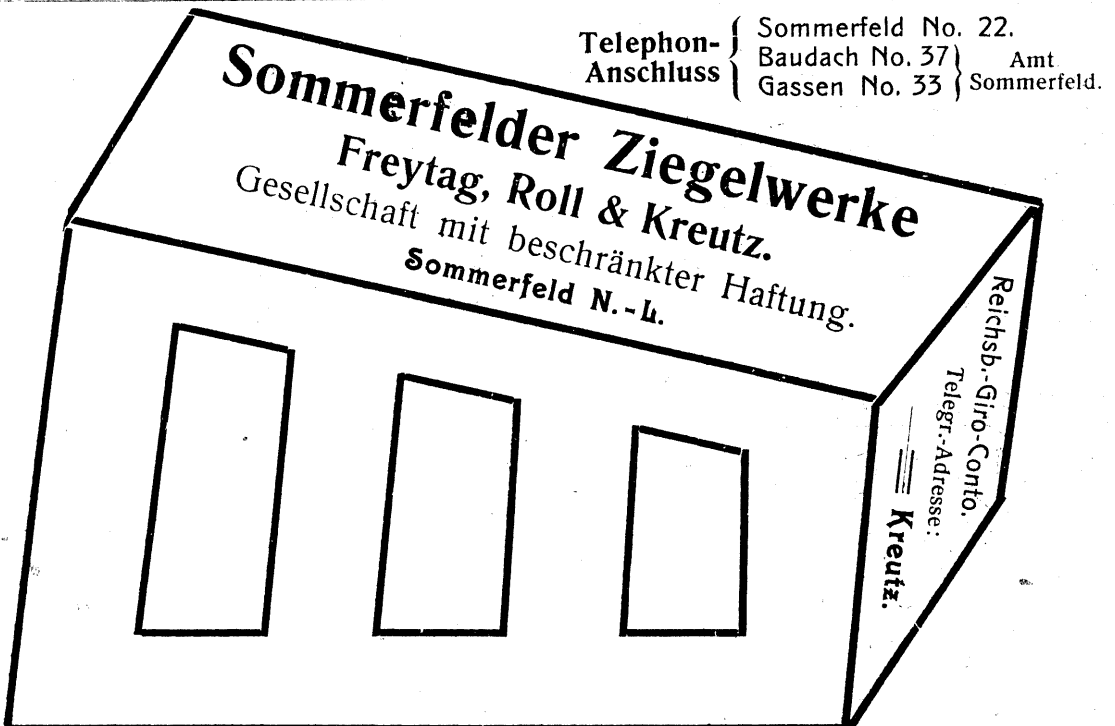 Telephon-
Anschluss
Sommerfeld No. 22.
Baudach No. 37
Gassen No. 33
Amt
Sommerfeld.
Sommerfelder Ziegelwerke
Freytag, Roll & Kreutz.
Gesellschaft mit beschränkter Haftung.
Sommerfeld N.-L.
Reichsb.-Giro-Conto.
Telegr.-Adresse:
Kreutz.